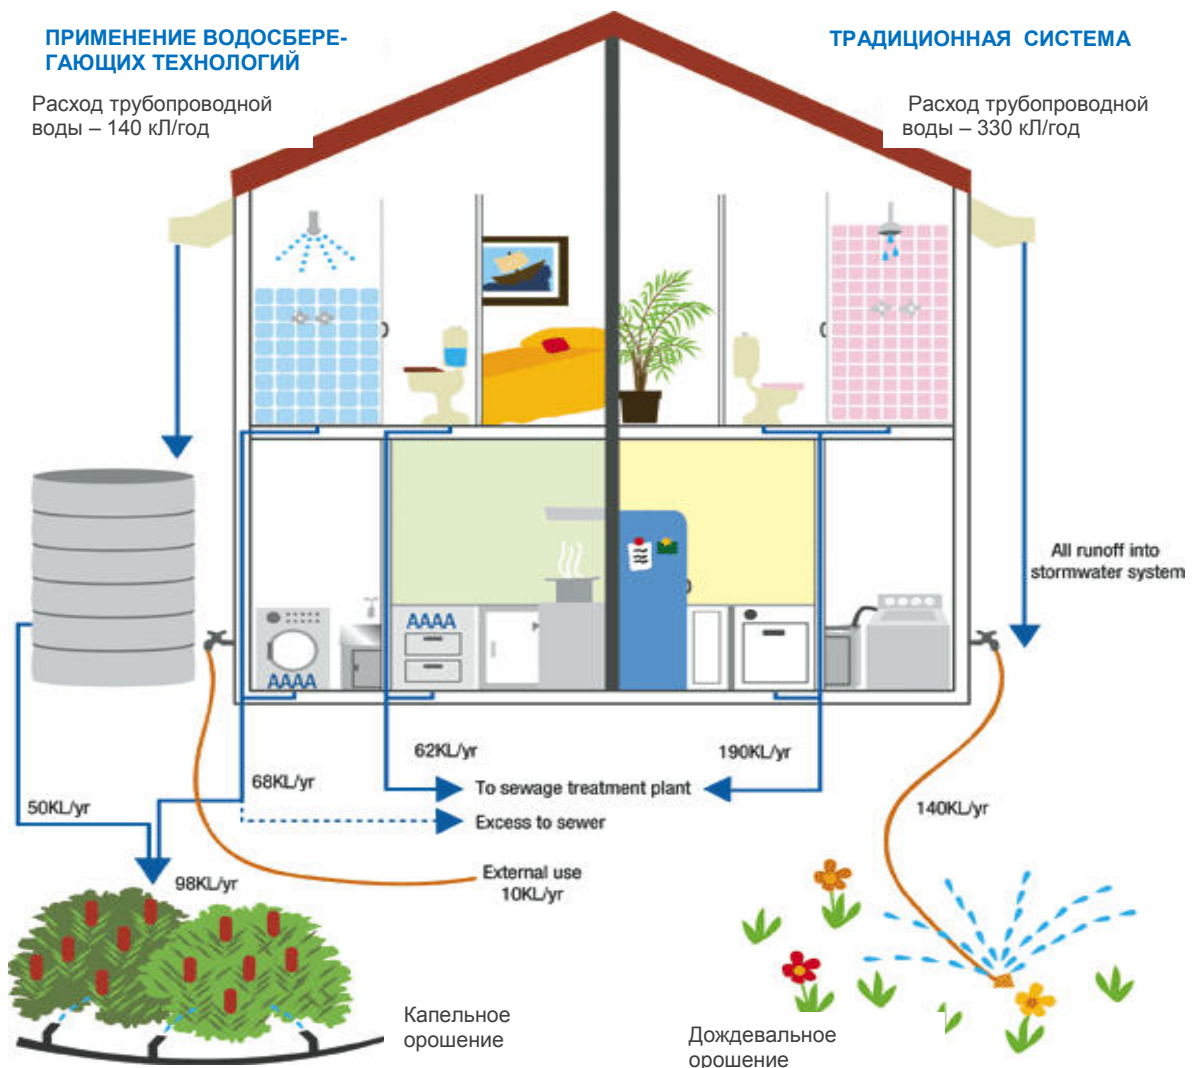 ПРИМЕНЕНИЕ ВОДОСБЕРЕ-
ГАЮЩИХ ТЕХНОЛОГИЙ
Расход трубопроводной
воды – 140 кЛ/год
ТРАДИЦИОННАЯ СИСТЕМА
Расход трубопроводной
воды – 330 кЛ/год
All runoff into
stormwater system
AAAA
AAAA
62KL/yr
190KL/yr
68KL/yr
50KL/yr
To sewage treatment plant
140KL/yr
Excess to sewer
External use
10KL/yr
98KL/yr
Капельное
орошение
Дождевальное
орошение